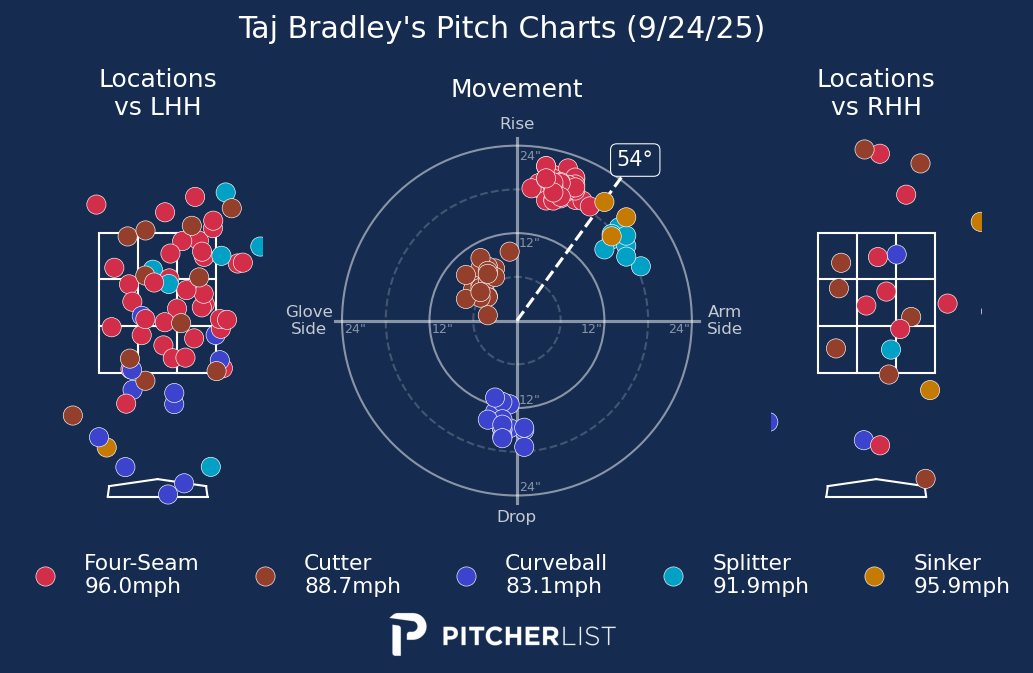 Taj Bradley's Pitch Charts (9/24/25)
Locations
vs LHH
Movement
Locations
vs RHH
Rise
24"
54°
12"
Glove
Side
24"
12"
12"
24"
Arm
Side
12"
24"
Drop
Four-Seam
96.0mph
Cutter
88.7mph
Curveball
83.1mph
Splitter
91.9mph
Sinker
95.9mph
PITCHERLIST